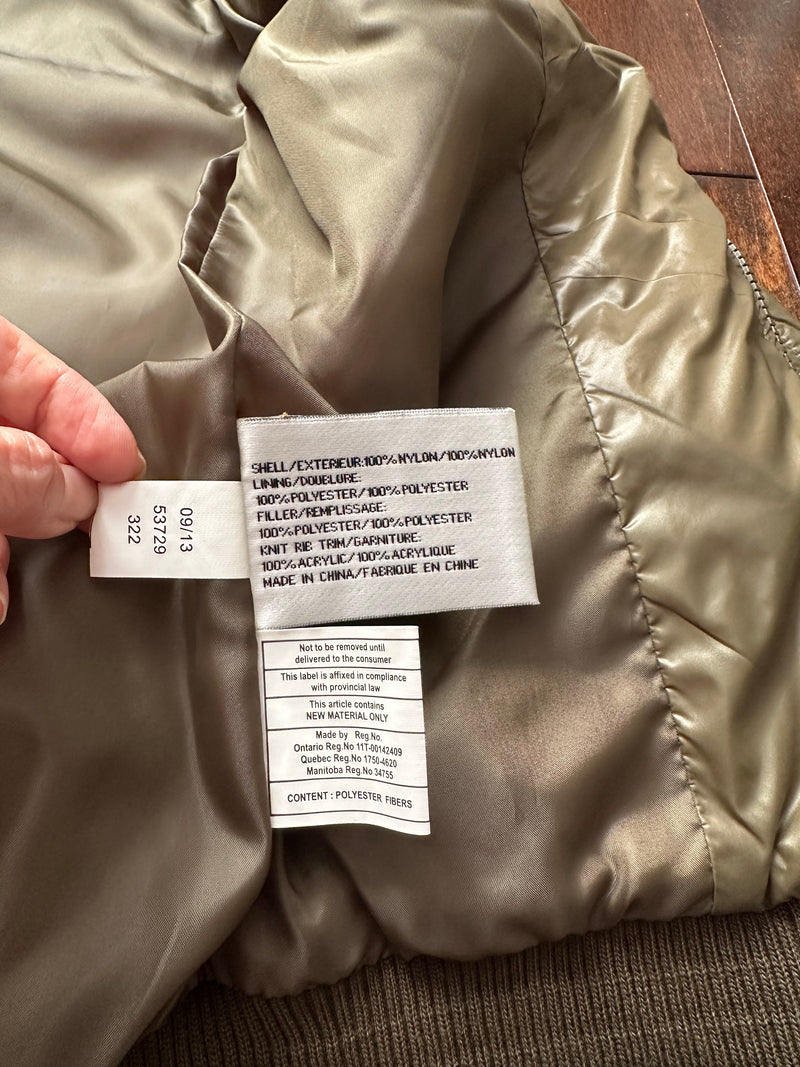 SHELL/EXTERIEUR:100% NYLON/100% NYLON
LINING/DOUBLURE:
100% POLYESTER/100% POLYESTER
FILLER/REMPLISSAGE:
100% POLYESTER/100% POLYESTER
KNIT RIB TRIM/GARNITURE:
100% ACRYLIC/100% ACRYLIQUE
MADE IN CHINA/FABRIQUE EN CHINE
09/13
53729
322
Not to be removed until
delivered to the consumer
This label is affixed in compliance
with provincial law
This article contains
NEW MATERIAL ONLY
Made by Reg.No.
Ontario Reg.No 11T-00142409
Quebec Reg.No 1750-4620
Manitoba Reg.No 34755
CONTENT : POLYESTER FIBERS